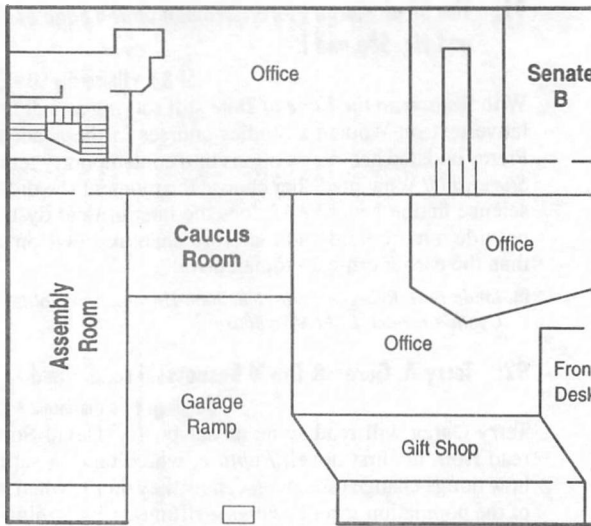 Office
Senate
B
Caucus
Room
Office
Assembly
Room
Office
Fron
Desk
Garage
Ramp
Gift Shop